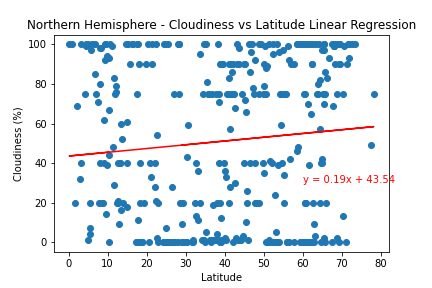 Northern Hemisphere - Cloudiness vs Latitude Linear Regression
100
80
60
40
20
0
Cloudiness (%)
y = 0.19x + 43.54
0 10 20 30 40 50 60 70 80
Latitude